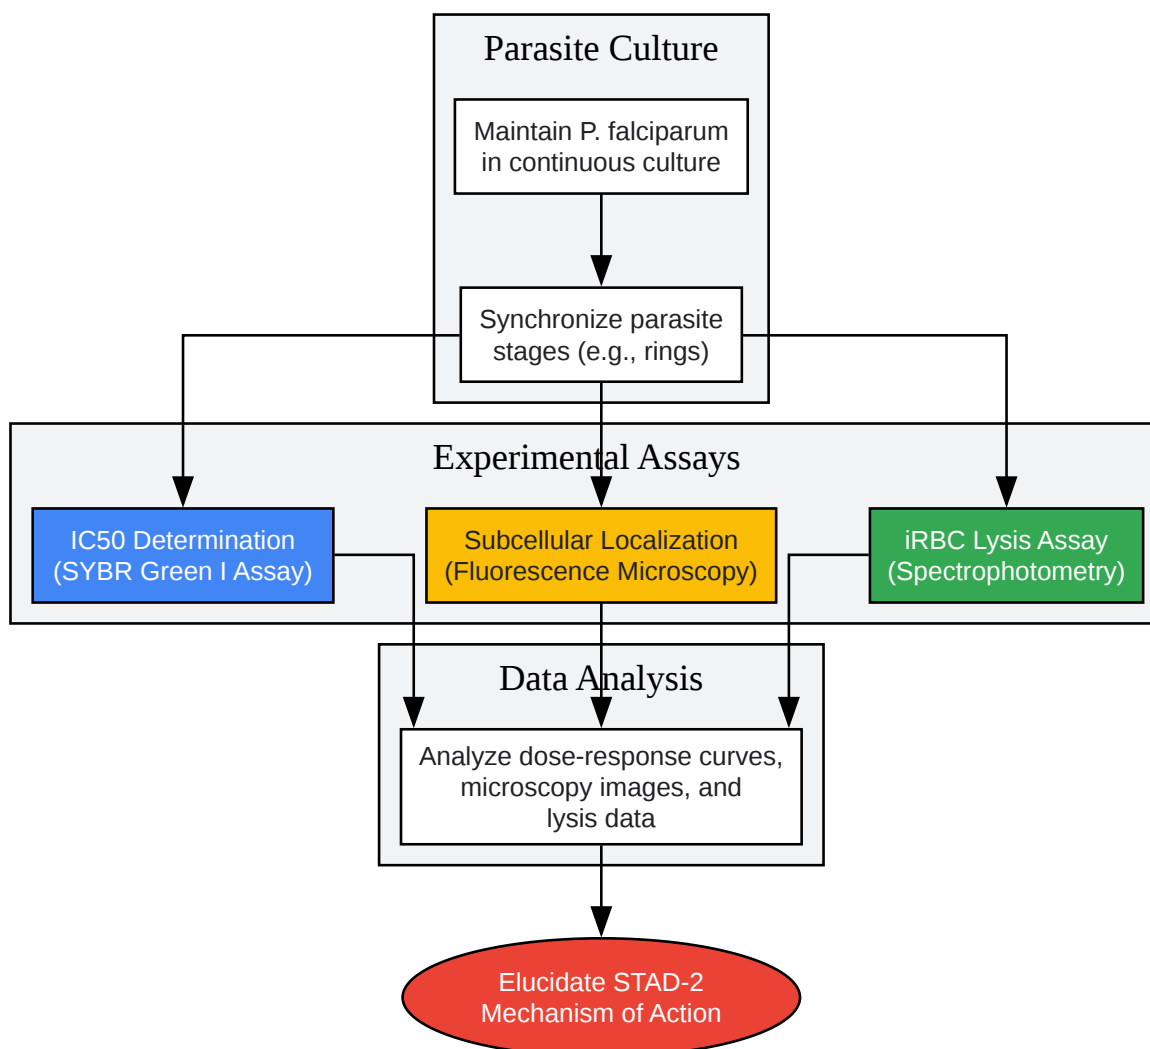 Parasite Culture
Maintain P. falciparum
in continuous culture
Synchronize parasite
stages (e.g., rings)
Experimental Assays
IC50 Determination
(SYBR Green I Assay)
Subcellular Localization
(Fluorescence Microscopy)
iRBC Lysis Assay
(Spectrophotometry)
Data Analysis
Analyze dose-response curves,
microscopy images, and
lysis data
Elucidate STAD-2
Mechanism of Action